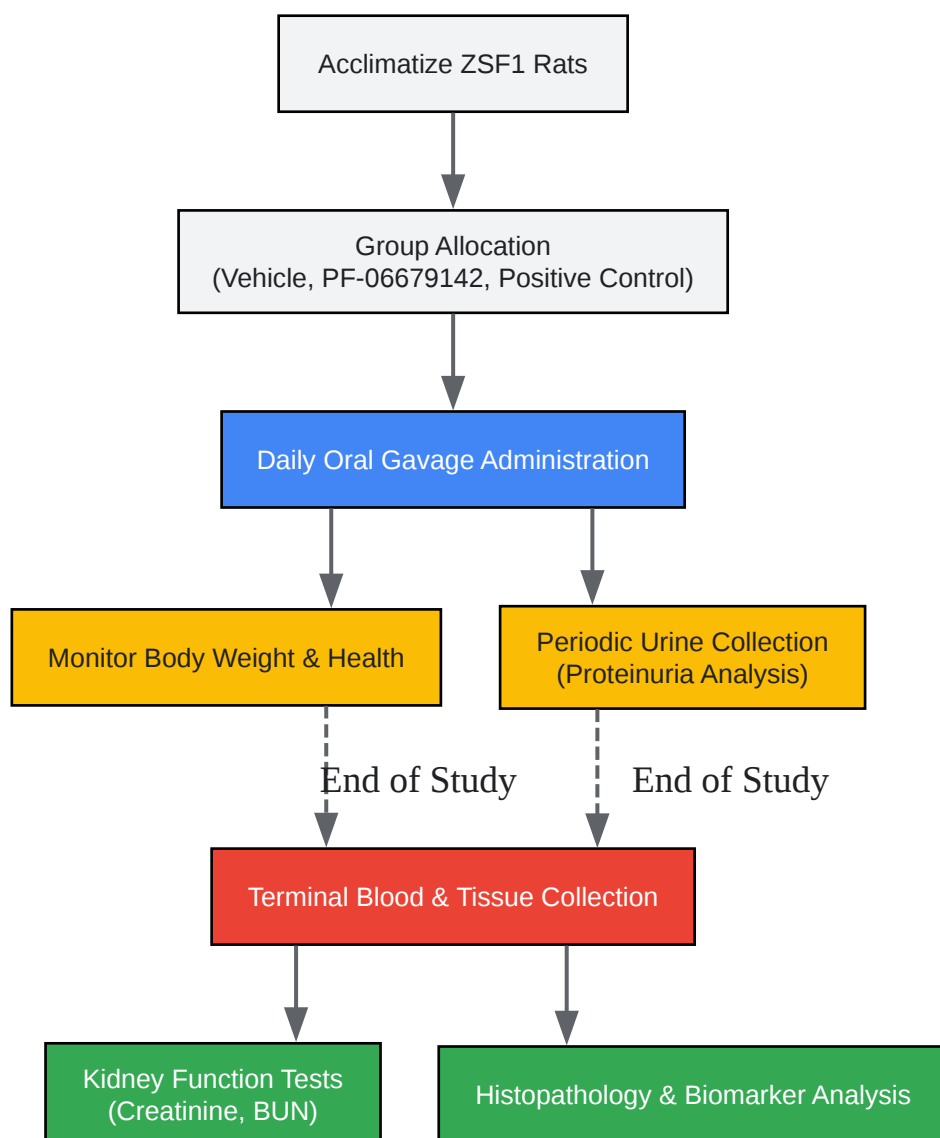 Acclimatize ZSF1 Rats
Group Allocation
(Vehicle, PF-06679142, Positive Control)
Daily Oral Gavage Administration
Monitor Body Weight & Health
Periodic Urine Collection
(Proteinuria Analysis)
End of Study
End of Study
Terminal Blood & Tissue Collection
Kidney Function Tests
(Creatinine, BUN)
Histopathology & Biomarker Analysis